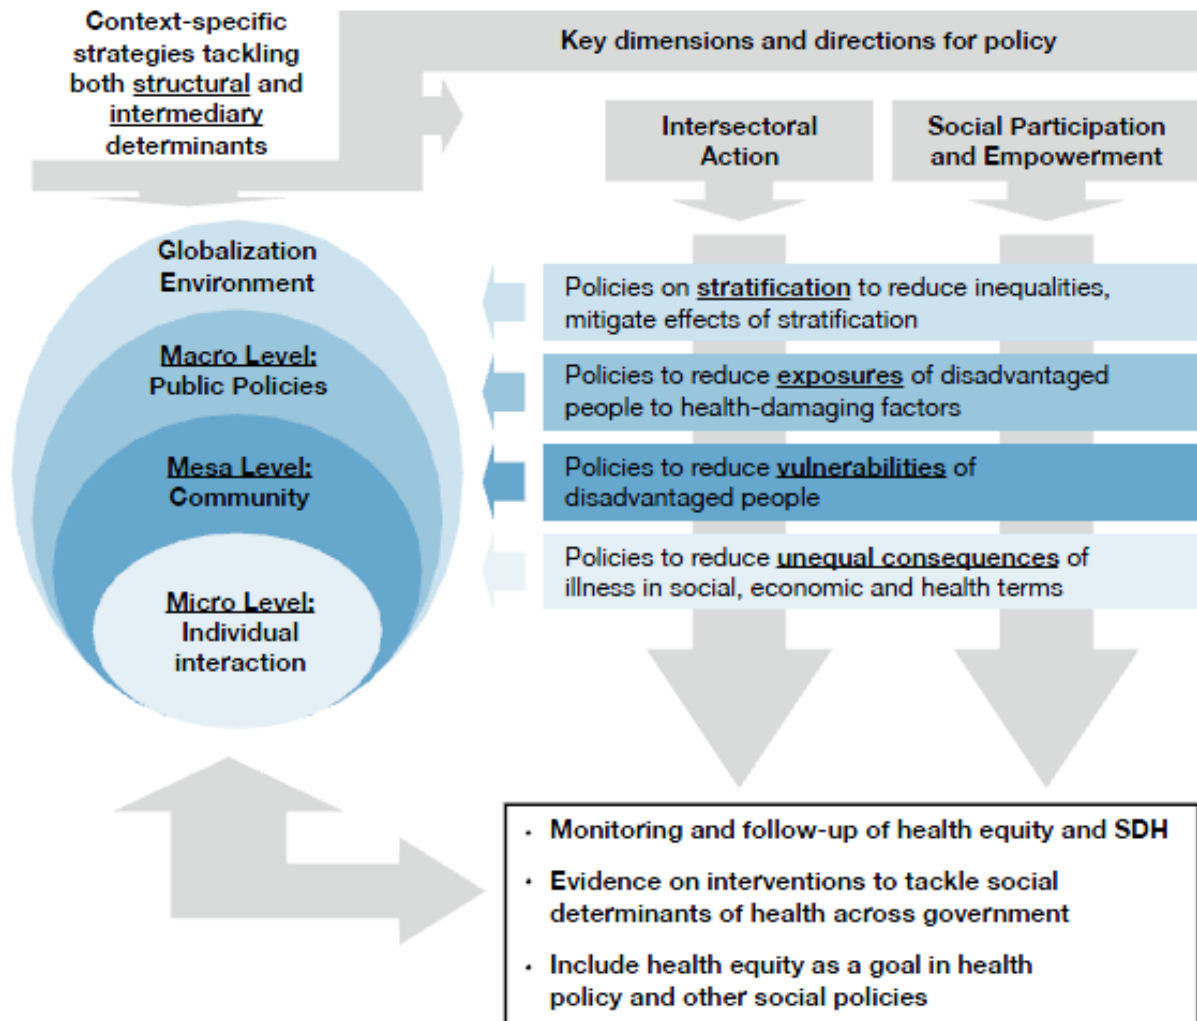 Context-specific
strategies tackling
both structural and
intermediary
determinants
Key dimensions and directions for policy
Intersectoral
Action
Social Participation
and Empowerment
Globalization
Environment
Macro Level:
Public Policies
Mesa Level:
Community
Micro Level:
Individual
interaction
Policies on stratification to reduce inequalities,
mitigate effects of stratification
Policies to reduce exposures of disadvantaged
people to health-damaging factors
Policies to reduce vulnerabilities of
disadvantaged people
Policies to reduce unequal consequences of
illness in social, economic and health terms
· Monitoring and follow-up of health equity and SDH
· Evidence on interventions to tackle social
determinants of health across government
· Include health equity as a goal in health
policy and other social policies